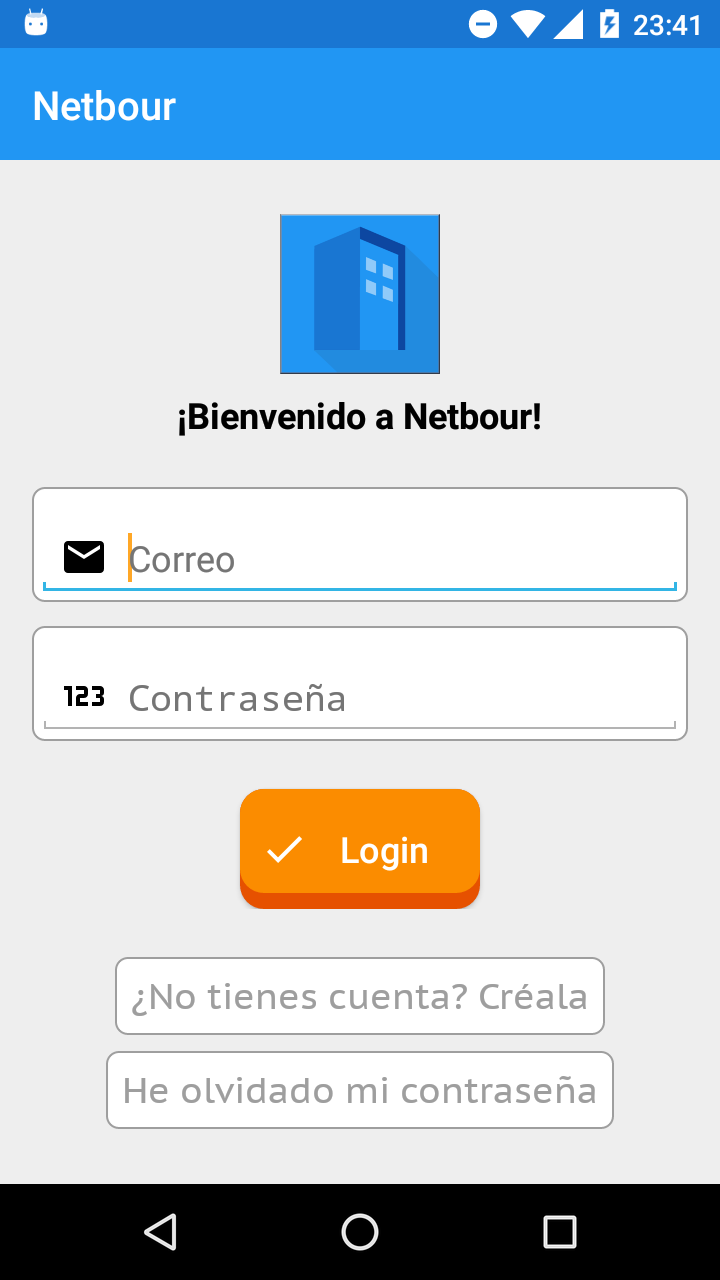 23:41
Netbour
¡Bienvenido a Netbour!
Correo
123 Contraseña
Login
¿No tienes cuenta? Créala
He olvidado mi contraseña